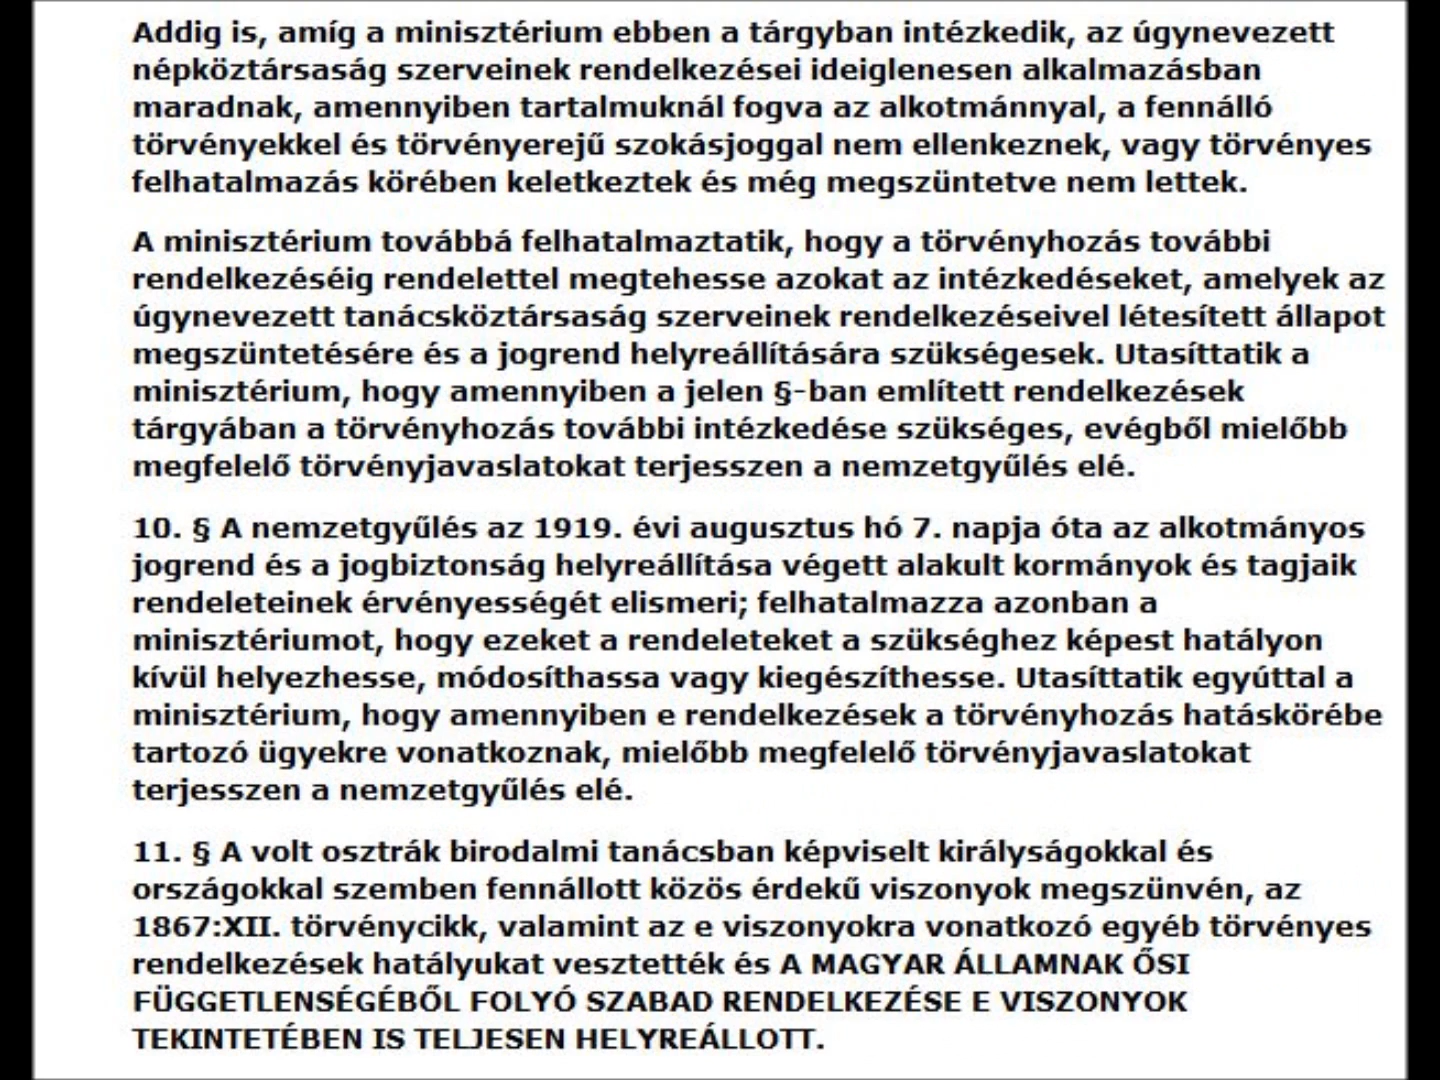 Addig is, amíg a minisztérium ebben a tárgyban intézkedik, az úgynevezett
népköztársaság szerveinek rendelkezései ideiglenesen alkalmazásban
maradnak, amennyiben tartalmuknál fogva az alkotmánnyal, a fennálló
törvényekkel és törvényerejű szokásjoggal nem ellenkeznek, vagy törvényes
felhatalmazás körében keletkeztek és még megszüntetve nem lettek.
A minisztérium továbbá felhatalmaztatik, hogy a törvényhozás további
rendelkezéséig rendelettel megtehesse azokat az intézkedéseket, amelyek az
úgynevezett tanácsköztársaság szerveinek rendelkezéseivel létesített állapot
megszüntetésére és a jogrend helyreállítására szükségesek. Utasíttatik a
minisztérium, hogy amennyiben a jelen §-ban említett rendelkezések
tárgyában a törvényhozás további intézkedése szükséges, evégből mielőbb
megfelelő törvényjavaslatokat terjesszen a nemzetgyűlés elé.
10. § A nemzetgyűlés az 1919. évi augusztus hó 7. napja óta az alkotmányos
jogrend és a jogbiztonság helyreállítása végett alakult kormányok és tagjaik
rendeleteinek érvényességét elismeri; felhatalmazza azonban a
minisztériumot, hogy ezeket a rendeleteket a szükséghez képest hatályon
kívül helyezhesse, módosíthassa vagy kiegészíthesse. Utasíttatik egyúttal a
minisztérium, hogy amennyiben e rendelkezések a törvényhozás hatáskörébe
tartozó ügyekre vonatkoznak, mielőbb megfelelő törvényjavaslatokat
terjesszen a nemzetgyűlés elé.
11. § A volt osztrák birodalmi tanácsban képviselt királyságokkal és
országokkal szemben fennállott közös érdekű viszonyok megszünvén, az
1867:XII. törvénycikk, valamint az e viszonyokra vonatkozó egyéb törvényes
rendelkezések hatályukat vesztették és A MAGYAR ÁLLAMNAK ŐSI
FÜGGETLENSÉGÉBŐL FOLYÓ SZABAD RENDELKEZÉSE E VISZONYOK
TEKINTETÉBEN IS TELJESEN HELYREÁLLOTT.